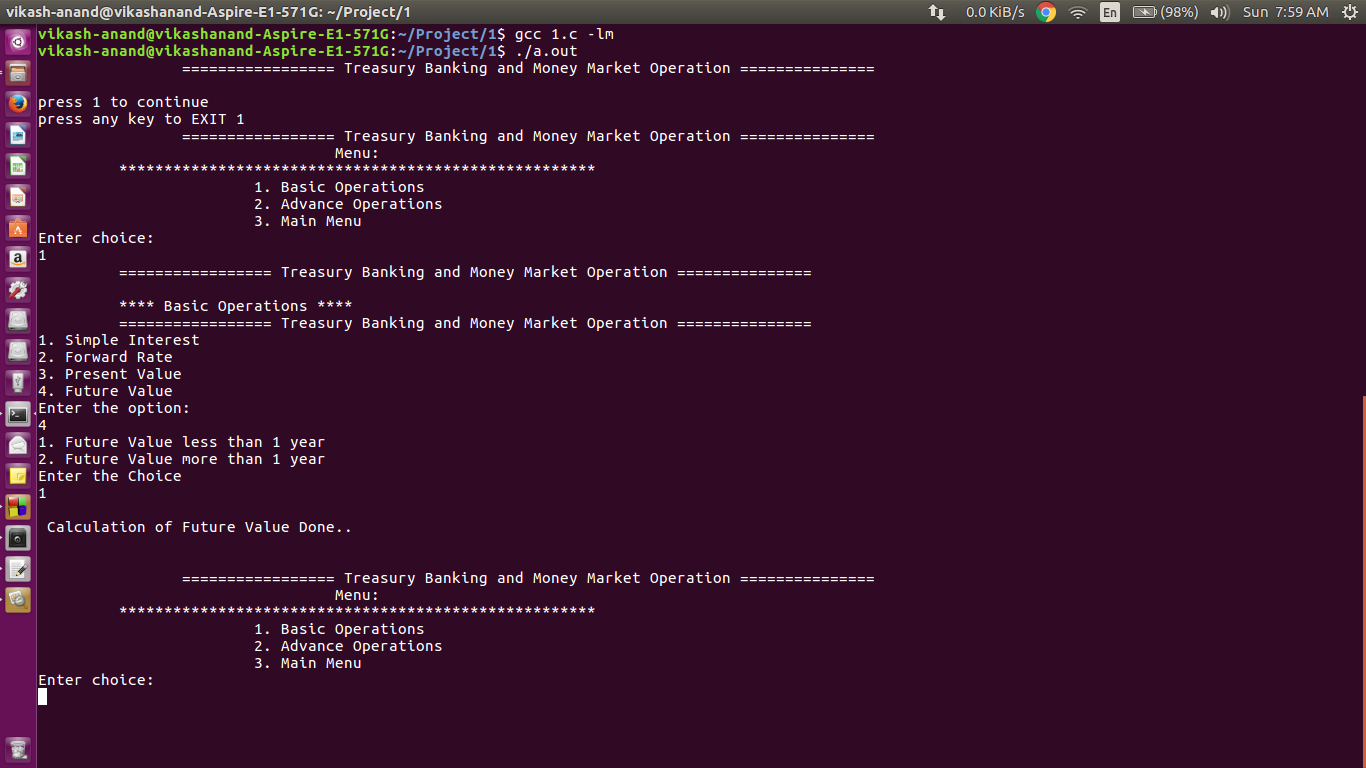 vikash-anand@vikashanand-Aspire-E1-571G: ~/Project/1 0.0 KiB/s En (98%) Sun 7:59 AM
vikash-anand@vikashanand-Aspire-E1-571G:~/Project/1$ gcc 1.c -lm
vikash-anand@vikashanand-Aspire-E1-571G:~/Project/1$ ./a.out
================= Treasury Banking and Money Market Operation ===============
press 1 to continue
press any key to EXIT 1
================= Treasury Banking and Money Market Operation ===============
Menu:
*****************************************************
1. Basic Operations
2. Advance Operations
3. Main Menu
Enter choice:
1
================= Treasury Banking and Money Market Operation ===============
**** Basic Operations ****
================= Treasury Banking and Money Market Operation ===============
1. Simple Interest
2. Forward Rate
3. Present Value
4. Future Value
Enter the option:
4
1. Future Value less than 1 year
2. Future Value more than 1 year
Enter the Choice
1
Calculation of Future Value Done..
================= Treasury Banking and Money Market Operation ===============
Menu:
*****************************************************
1. Basic Operations
2. Advance Operations
3. Main Menu
Enter choice: